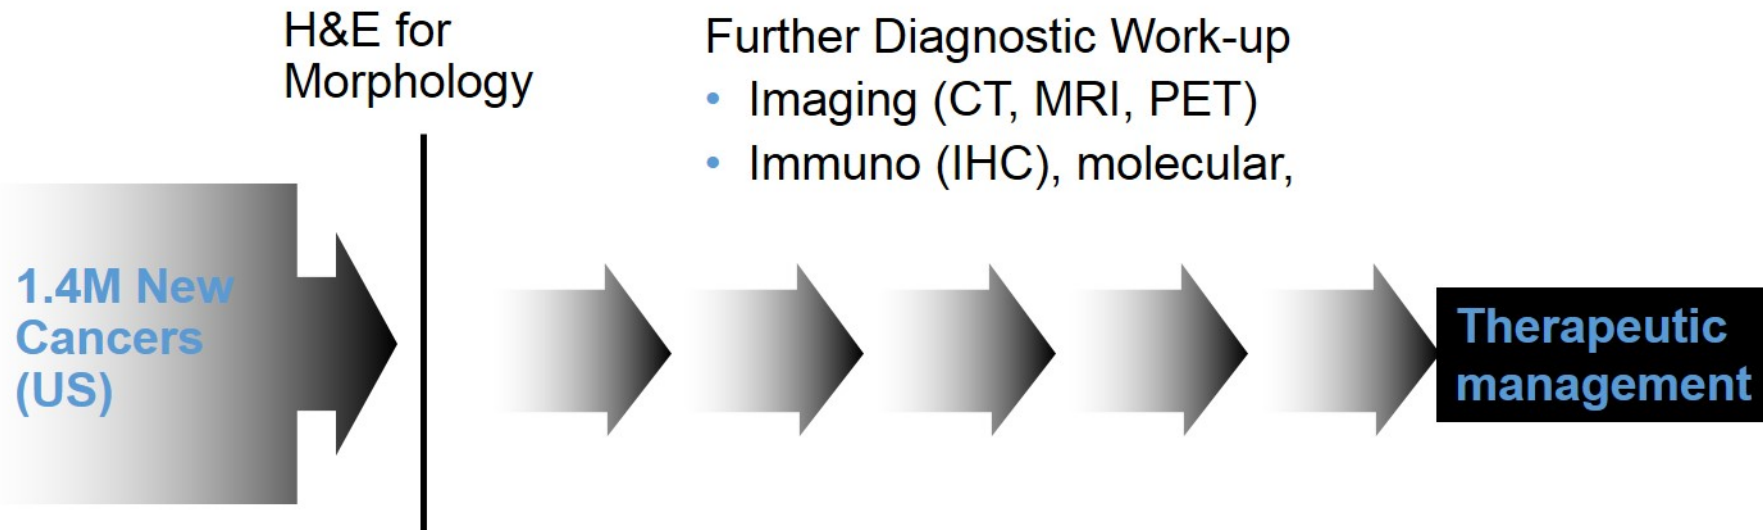 H&E for
Morphology
Further Diagnostic Work-up
• Imaging (CT, MRI, PET)
• Immuno (IHC), molecular,
1.4M New
Cancers
(US)
Therapeutic
management